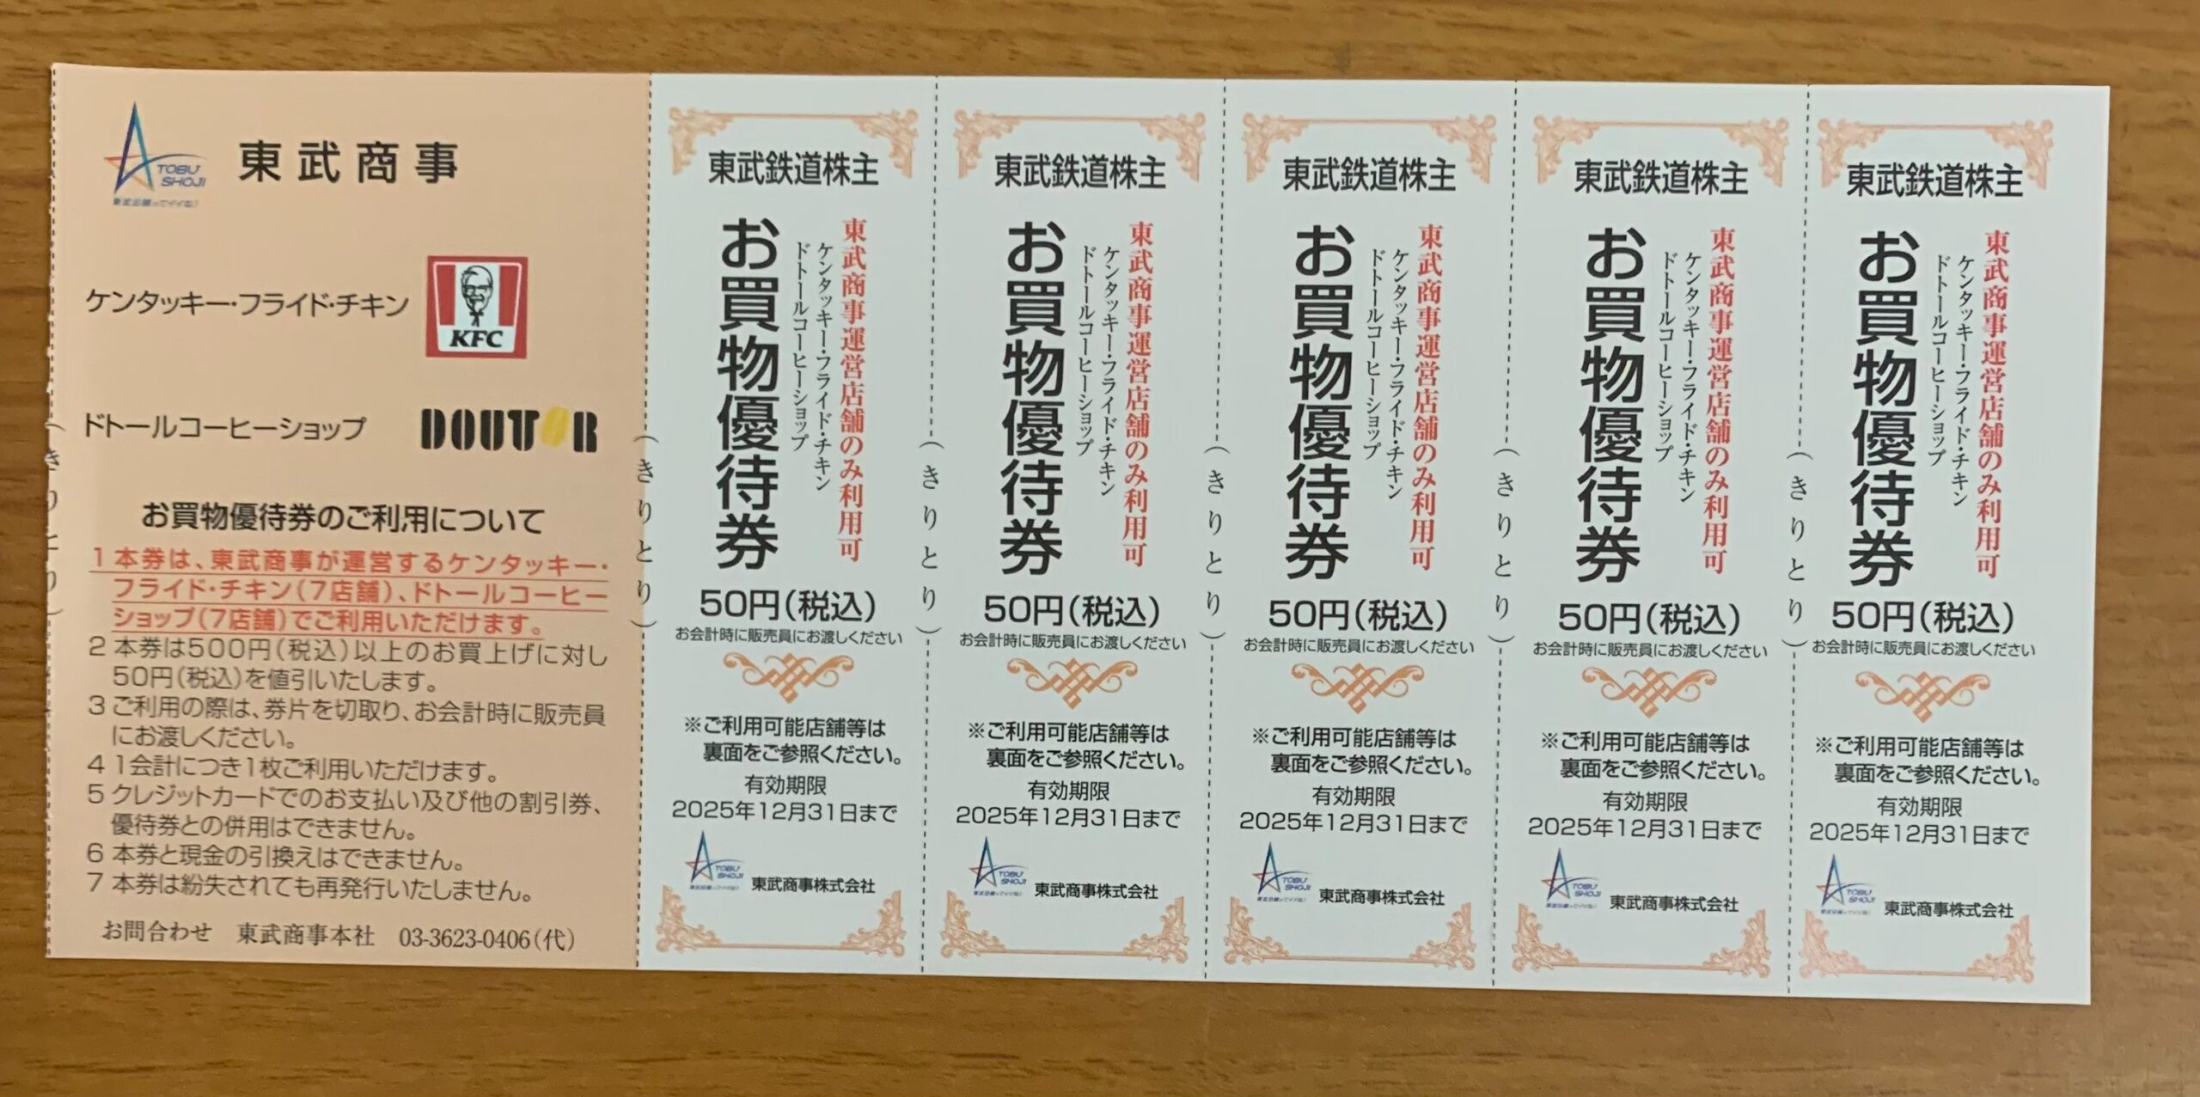 TOBU
SHOJI
東武商事
ケンタッキー・フライド・チキン
KFC
ドトールコーヒーショップ
DOUTOR
お買物優待券のご利用について
1 本券は、東武商事が運営するケンタッキー・
フライド・チキン(7店舗)、ドトールコーヒー
ショップ(7店舗)でご利用いただけます。
2 本券は500円(税込)以上のお買上げに対し
50円(税込)を値引いたします。
3 ご利用の際は、券片を切取り、お会計時に販売員
にお渡しください。
4 1会計につき1枚ご利用いただけます。
5 クレジットカードでのお支払い及び他の割引券、
優待券との併用はできません。
6 本券と現金の引換えはできません。
7 本券は紛失されても再発行いたしません。
お問合わせ 東武商事本社 03-3623-0406(代)
(きりとり)
東武鉄道株主
東武商事運営店舗のみ利用可
ケンタッキー・フライド・チキン
ドトールコーヒーショップ
お買物優待券
50円(税込)
お会計時に販売員にお渡しください
※ご利用可能店舗等は
裏面をご参照ください。
有効期限
2025年12月31日まで
TOBU
SHOJI
東武商事株式会社
(きりとり)
東武鉄道株主
東武商事運営店舗のみ利用可
ケンタッキー・フライド・チキン
ドトールコーヒーショップ
お買物優待券
50円(税込)
お会計時に販売員にお渡しください
※ご利用可能店舗等は
裏面をご参照ください。
有効期限
2025年12月31日まで
TOBU
SHOJI
東武商事株式会社
(きりとり)
東武鉄道株主
東武商事運営店舗のみ利用可
ケンタッキー・フライド・チキン
ドトールコーヒーショップ
お買物優待券
50円(税込)
お会計時に販売員にお渡しください
※ご利用可能店舗等は
裏面をご参照ください。
有効期限
2025年12月31日まで
TOBU
SHOJI
東武商事株式会社
(きりとり)
東武鉄道株主
東武商事運営店舗のみ利用可
ケンタッキー・フライド・チキン
ドトールコーヒーショップ
お買物優待券
50円(税込)
お会計時に販売員にお渡しください
※ご利用可能店舗等は
裏面をご参照ください。
有効期限
2025年12月31日まで
TOBU
SHOJI
東武商事株式会社
(きりとり)
東武鉄道株主
東武商事運営店舗のみ利用可
ケンタッキー・フライド・チキン
ドトールコーヒーショップ
お買物優待券
50円(税込)
お会計時に販売員にお渡しください
※ご利用可能店舗等は
裏面をご参照ください。
有効期限
2025年12月31日まで
TOBU
SHOJI
東武商事株式会社